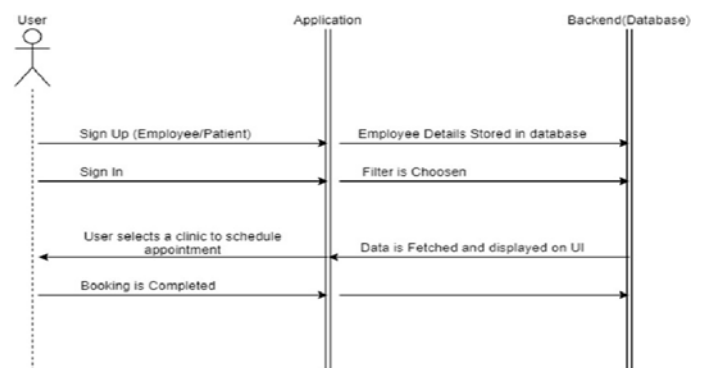 User
Application
Backend(Database)
Sign Up (Employee/Patient)
Employee Details Stored in database
Sign In
Filter is Choosen
User selects a clinic to schedule
appointment
Data is Fetched and displayed on UI
Booking is Completed